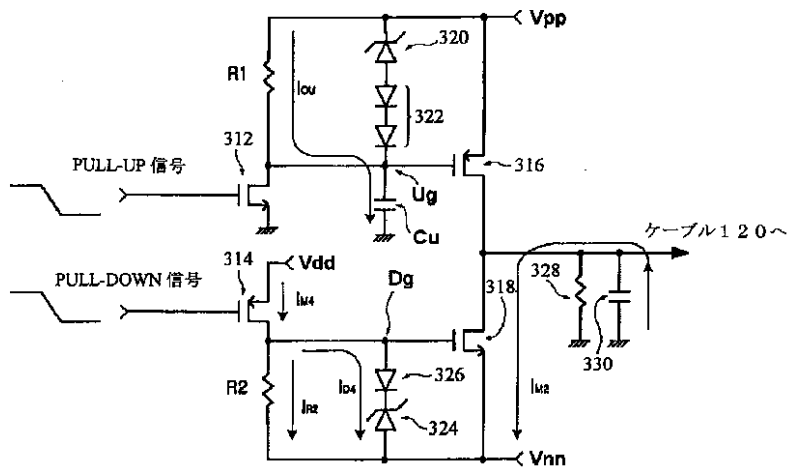 Vpp
320
R1
IOU
322
312
PULL-UP 信号
316
Ug
Cu
ケーブル120へ
314
Vdd
PULL-DOWN 信号
IM4
Dg
318
328
330
R2
IR2
ID4
326
324
IM2
Vnn